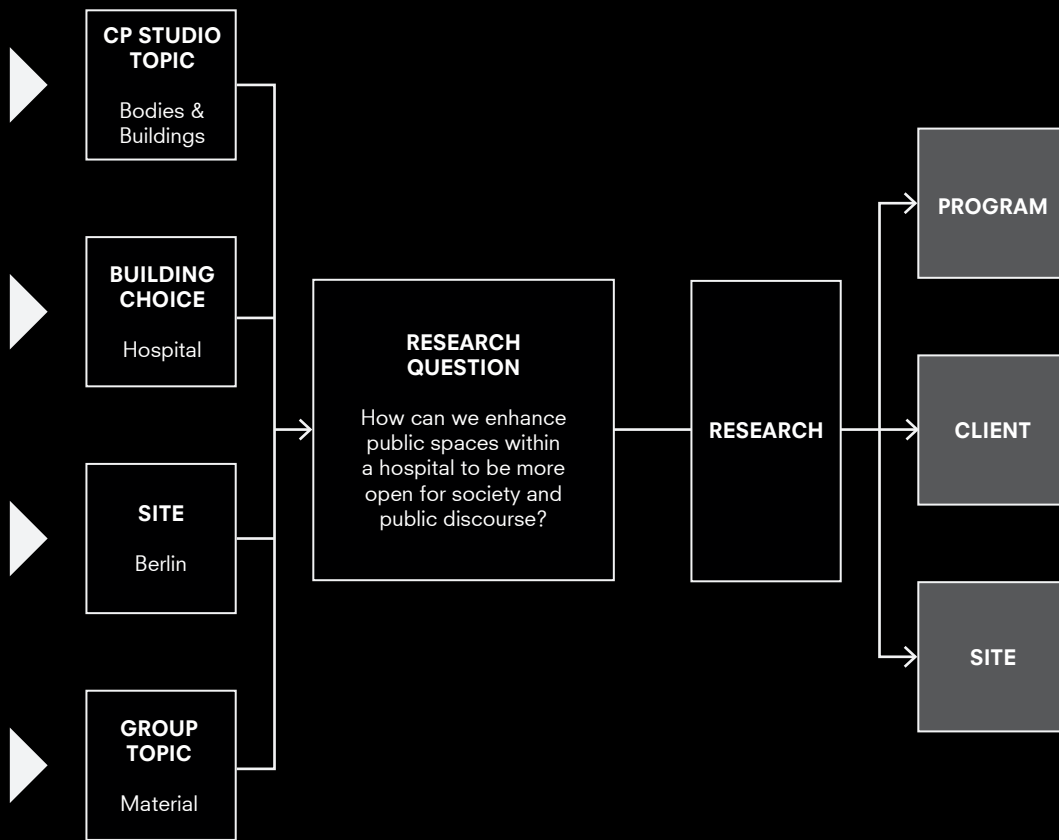 CP STUDIO
TOPIC
Bodies &
Buildings
BUILDING
CHOICE
Hospital
SITE
Berlin
GROUP
TOPIC
Material
RESEARCH
QUESTION
How can we enhance
public spaces within
a hospital to be more
open for society and
public discourse?
RESEARCH
PROGRAM
CLIENT
SITE